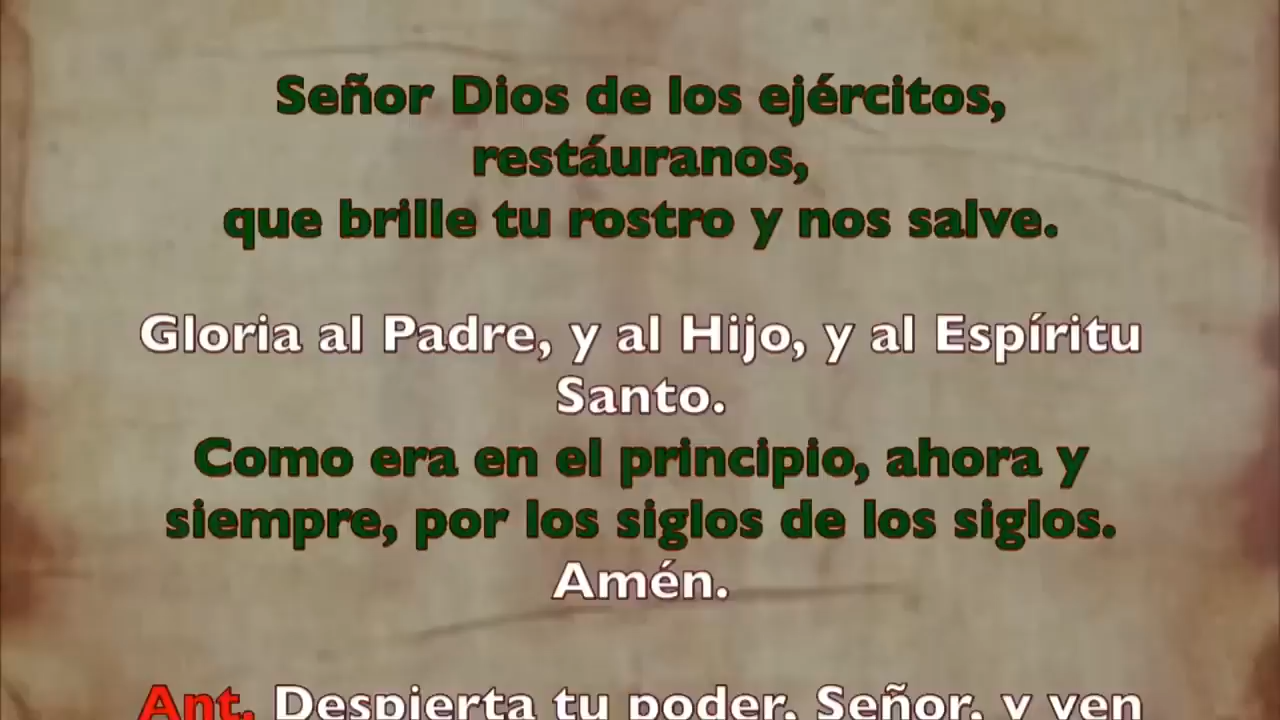 Señor Dios de los ejércitos,
restáuranos,
que brille tu rostro y nos salve.
Gloria al Padre, y al Hijo, y al Espíritu
Santo.
Como era en el principio, ahora y
siempre, por los siglos de los siglos.
Amén.
Ant. Despierta tu poder, Señor, y ven